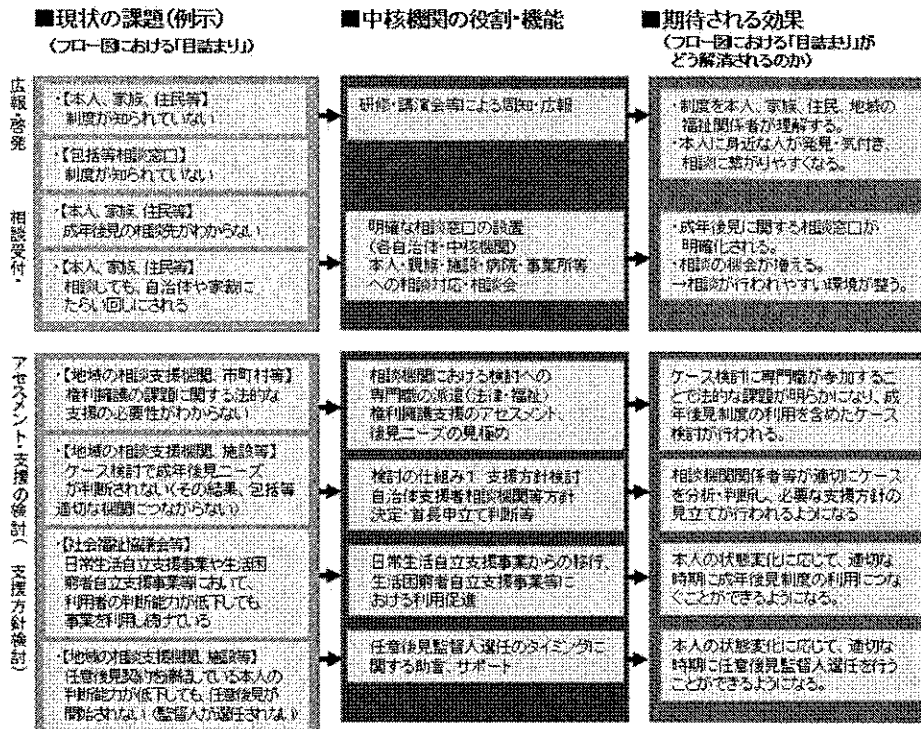 ■現状の課題(例示)
(フロー図における「目詰まり」)
■中核機関の役割・機能
■期待される効果
(フロー図における「目詰まり」が
どう解消されるのか)
広報・啓発
・【本人、家族、住民等】
制度が知られていない
・【包括等相談窓口】
制度が知られていない
研修・講演会等による周知・広報
・制度を本人、家族、住民、地域の
福祉関係者が理解する。
・本人に身近な人が発見・気付き、
相談に繋がりやすくなる。
相談受付・
・【本人、家族、住民等】
成年後見の相談先がわからない
・【本人、家族、住民等】
相談しても、自治体や家裁に、
たらい回しにされる
明確な相談窓口の設置
(各自治体・中核機関)
本人・親族・施設・病院・事業所等
への相談対応・相談会
・成年後見に関する相談窓口が
明確化される。
・相談の機会が増える。
→相談が行われやすい環境が整う。
アセスメント・支援の検討(
支援方針検討)
・【地域の相談支援機関、市町村等】
権利擁護の課題に関する法的な
支援の必要性がわからない
相談機関における検討への
専門職の派遣(法律・福祉)
権利擁護支援のアセスメント、
後見ニーズの見極め
ケース検討に専門職が参加するこ
とで法的な課題が明らかになり、成
年後見制度の利用を含めたケース
検討が行われる。
・【地域の相談支援機関、施設等】
ケース検討で成年後見ニーズ
が判断されない(その結果、包括等
適切な機関につながらない)
検討の仕組み1 支援方針検討
自治体支援者相談機関等方針
決定・首長申立て判断等
相談機関関係者等が適切にケース
を分析・判断し、必要な支援方針の
見立てが行われるようになる
・【社会福祉協議会等】
日常生活自立支援事業や生活困
窮者自立支援事業等において、
利用者の判断能力が低下しても
事業を利用し続けている
日常生活自立支援事業からの移行、
生活困窮者自立支援事業等に
おける利用促進
本人の状態変化に応じて、適切な
時期に成年後見制度の利用につな
ぐことができるようになる。
・【地域の相談支援機関、施設等】
任意後見契約を締結している本人の
判断能力が低下しても、任意後見が
開始されない(監督人が選任されない)
任意後見監督人選任のタイミングに
関する助言、サポート
本人の状態変化に応じて、適切な
時期に任意後見監督人選任を行う
ことができるようになる。